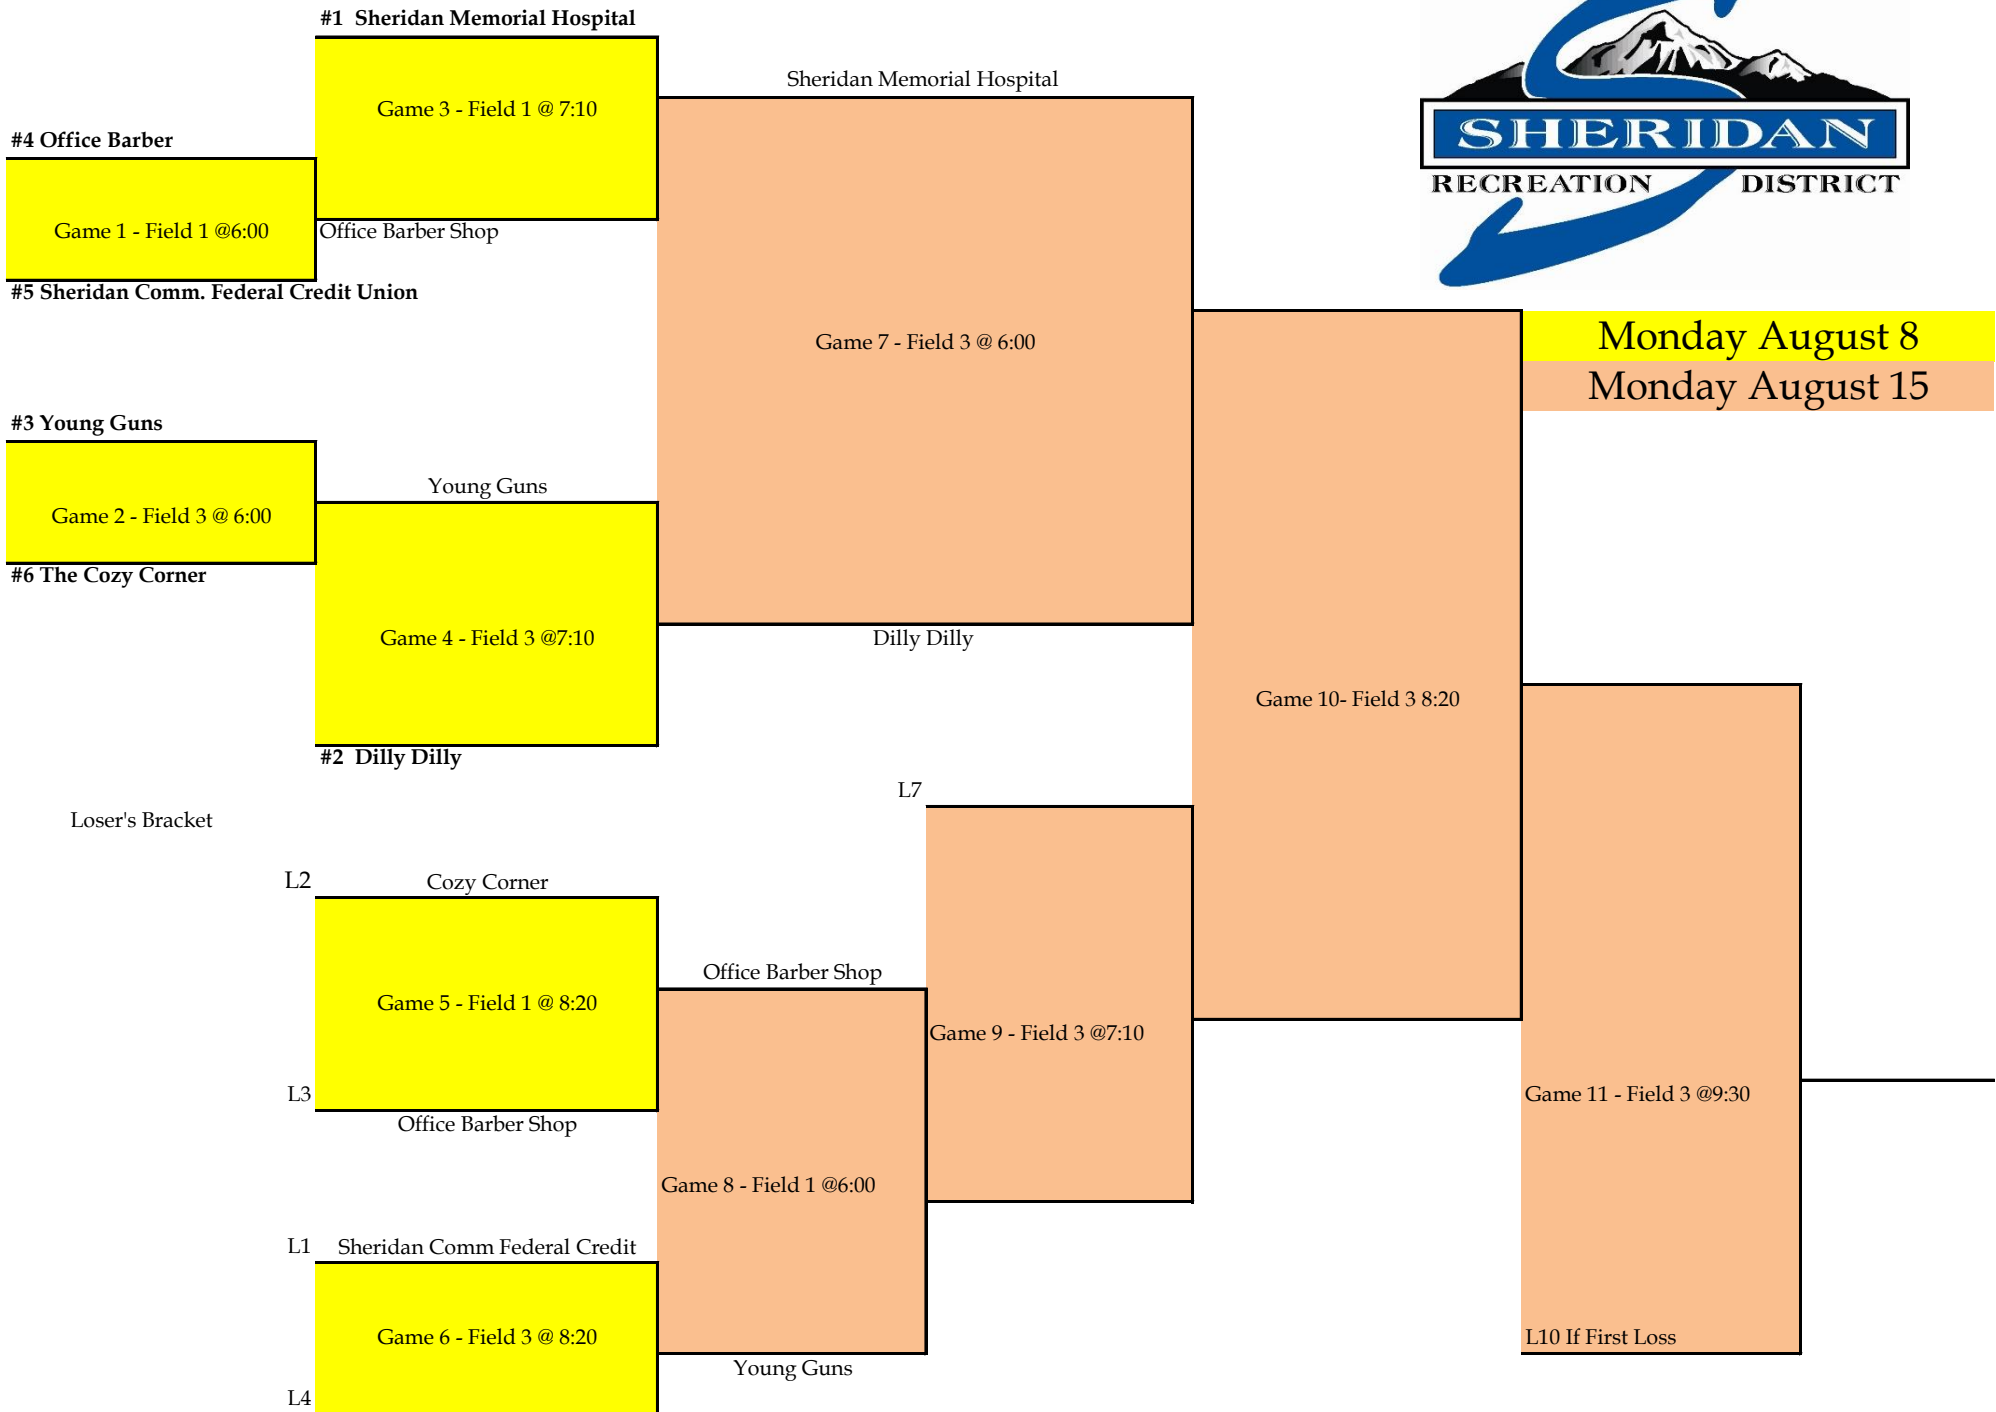 #1  Sheridan Memorial Hospital
Sheridan Memorial Hospital
Game 3 - Field 1 @ 7:10
SHERIDAN
RECREATION DISTRICT
#4 Office Barber
Game 1 - Field 1 @6:00
Office Barber Shop
#5 Sheridan Comm. Federal Credit Union
Game 7 - Field 3 @ 6:00
Monday August 8
Monday August 15
#3 Young Guns
Young Guns
Game 2 - Field 3 @ 6:00
#6 The Cozy Corner
Game 4 - Field 3 @7:10
Dilly Dilly
Game 10- Field 3 8:20
#2  Dilly Dilly
L7
Loser's Bracket
L2
Cozy Corner
Office Barber Shop
Game 5 - Field 1 @ 8:20
Game 9 - Field 3 @7:10
L3
Office Barber Shop
Game 11 - Field 3 @9:30
Game 8 - Field 1 @6:00
L1
Sheridan Comm Federal Credit
Game 6 - Field 3 @ 8:20
L10 If First Loss
Young Guns
L4